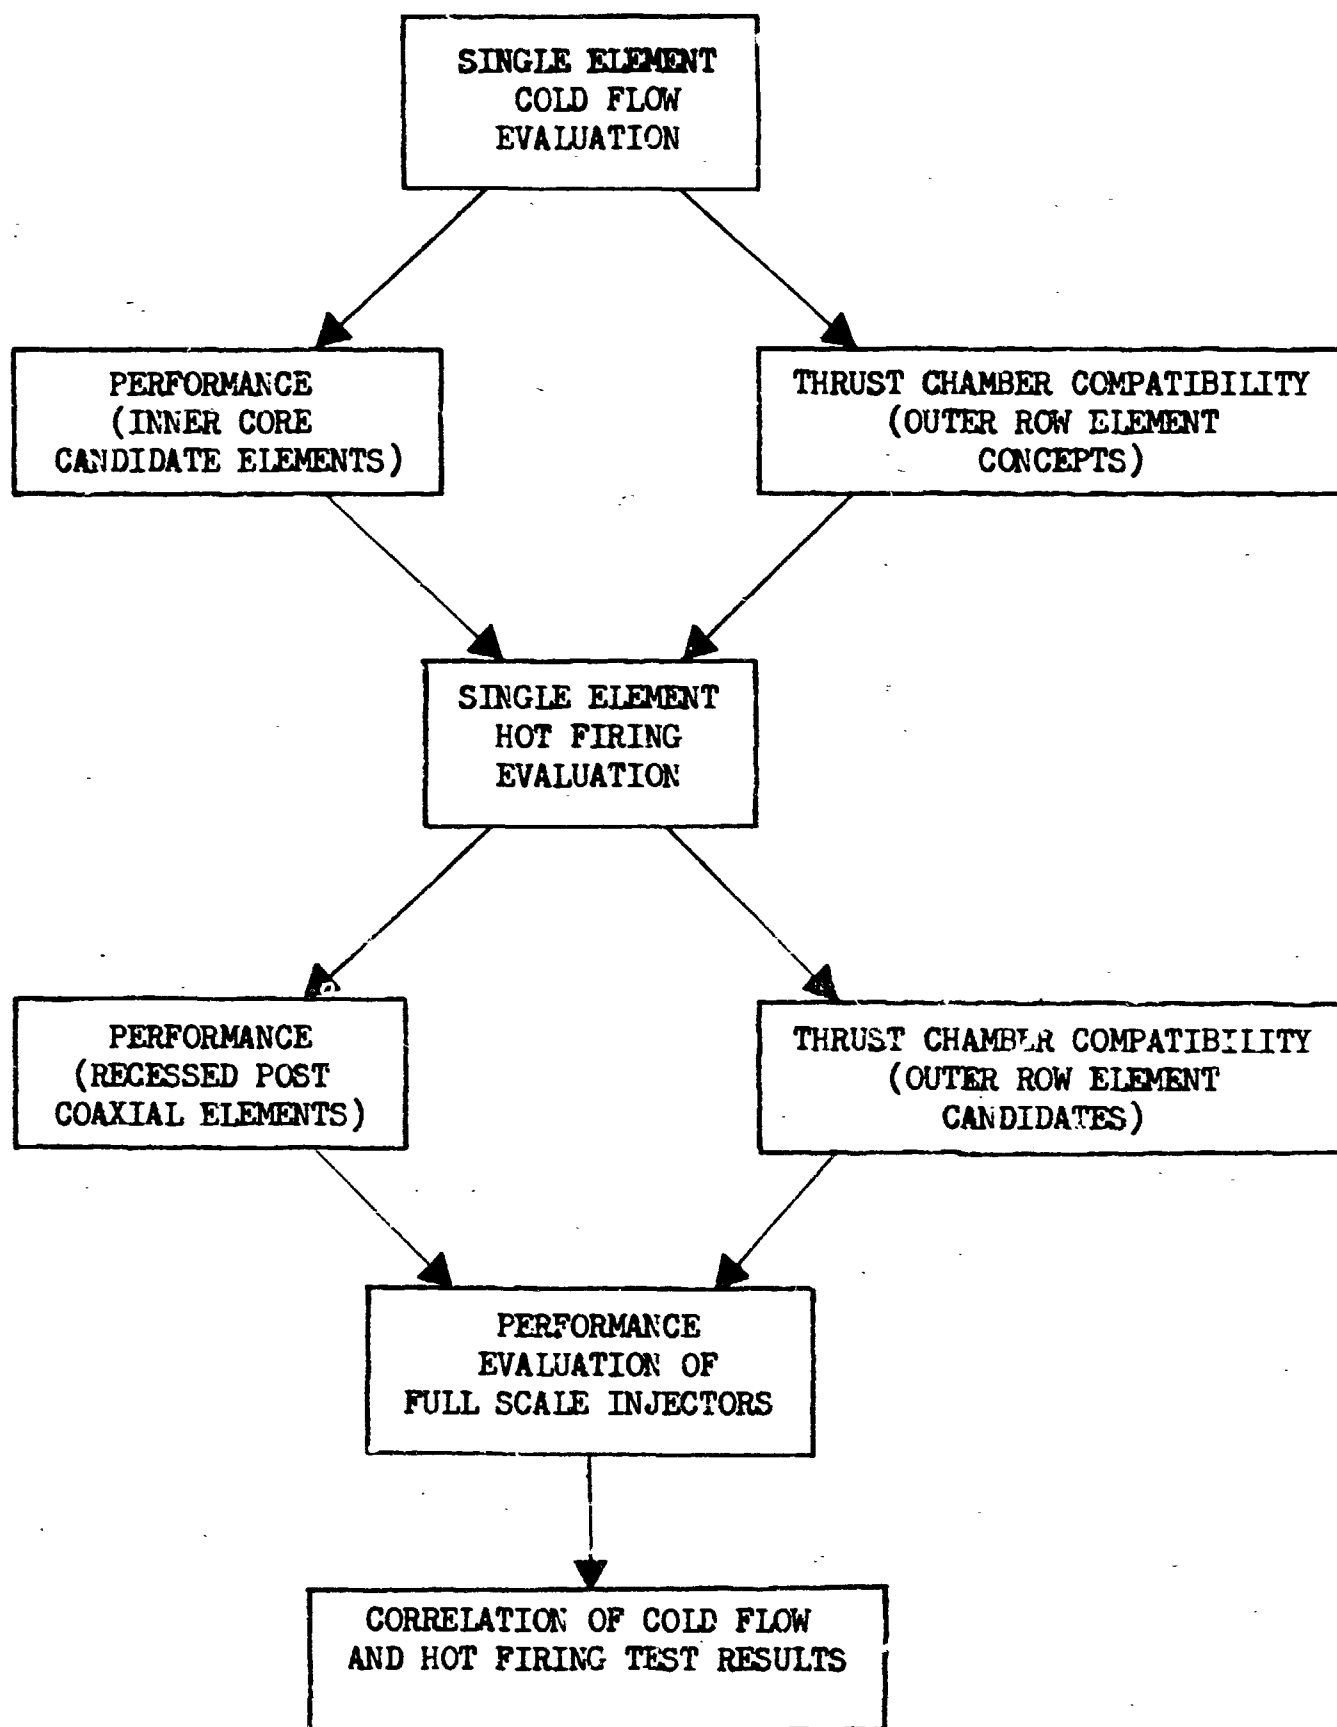 SINGLE ELEMENT
COLD FLOW
EVALUATION
PERFORMANCE
(INNER CORE
CANDIDATE ELEMENTS)
THRUST CHAMBER COMPATIBILITY
(OUTER ROW ELEMENT
CONCEPTS)
SINGLE ELEMENT
HOT FIRING
EVALUATION
PERFORMANCE
(RECESSED POST
COAXIAL ELEMENTS)
THRUST CHAMBER COMPATIBILITY
(OUTER ROW ELEMENT
CANDIDATES)
PERFORMANCE
EVALUATION OF
FULL SCALE INJECTORS
CORRELATION OF COLD FLOW
AND HOT FIRING TEST RESULTS